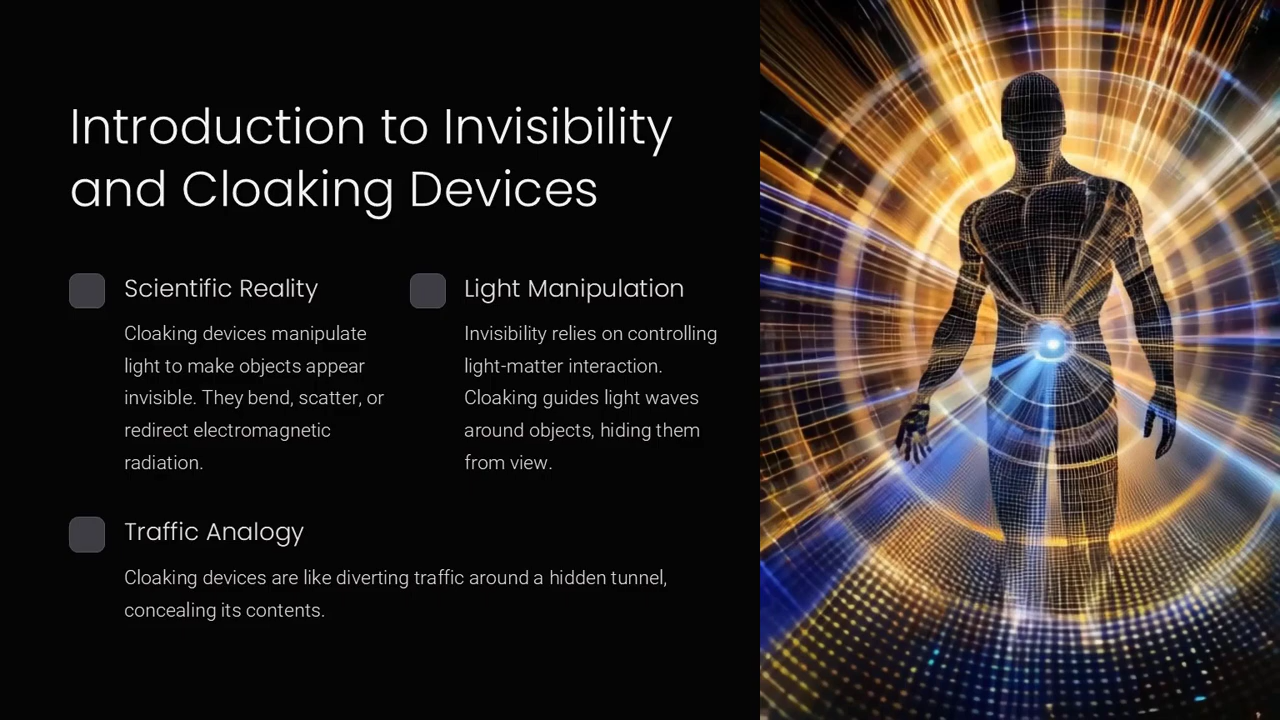 Introduction to Invisibility
and Cloaking Devices
Scientific Reality
Cloaking devices manipulate
light to make objects appear
invisible. They bend, scatter, or
redirect electromagnetic
radiation.
Light Manipulation
Invisibility relies on controlling
light-matter interaction.
Cloaking guides light waves
around objects, hiding them
from view.
Traffic Analogy
Cloaking devices are like diverting traffic around a hidden tunnel,
concealing its contents.